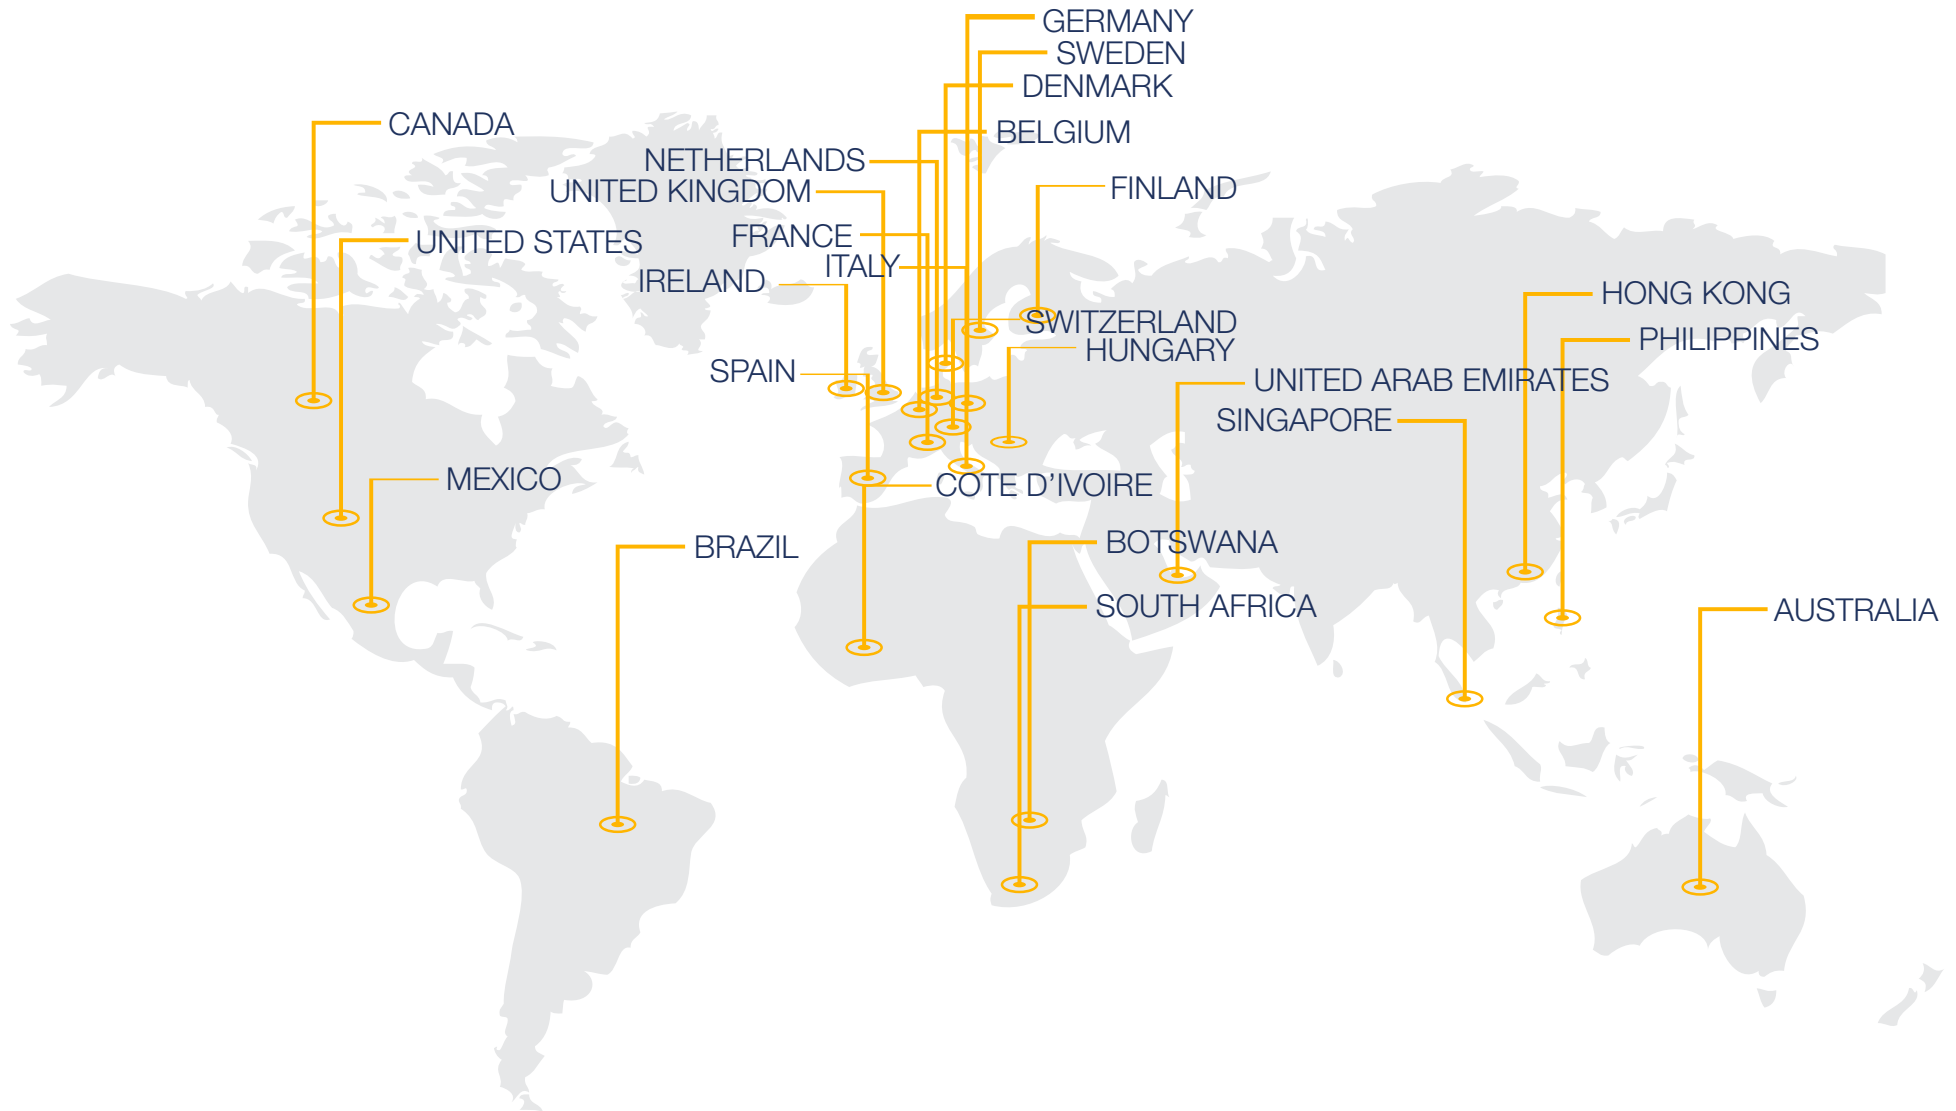 GERMANY
SWEDEN
DENMARK
CANADA
BELGIUM
NETHERLANDS
UNITED KINGDOM
FINLAND
FRANCE
UNITED STATES
ITALY
IRELAND
HONG KONG
SWITZERLAND
PHILIPPINES
HUNGARY
SPAIN
UNITED ARAB EMIRATES
SINGAPORE
MEXICO
COTE D'IVOIRE
BRAZIL
BOTSWANA
SOUTH AFRICA
AUSTRALIA